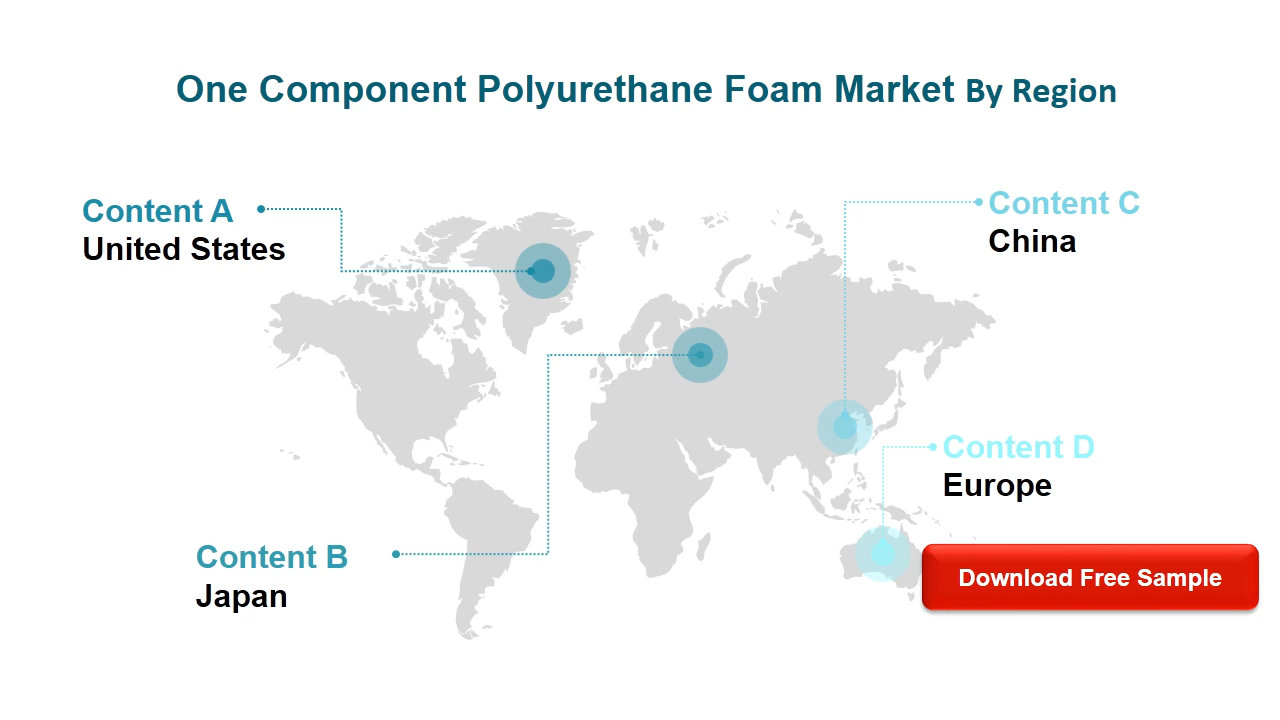 One Component Polyurethane Foam Market By Region
Content A
United States
Content C
China
Content D
Europe
Content B
Japan
Download Free Sample